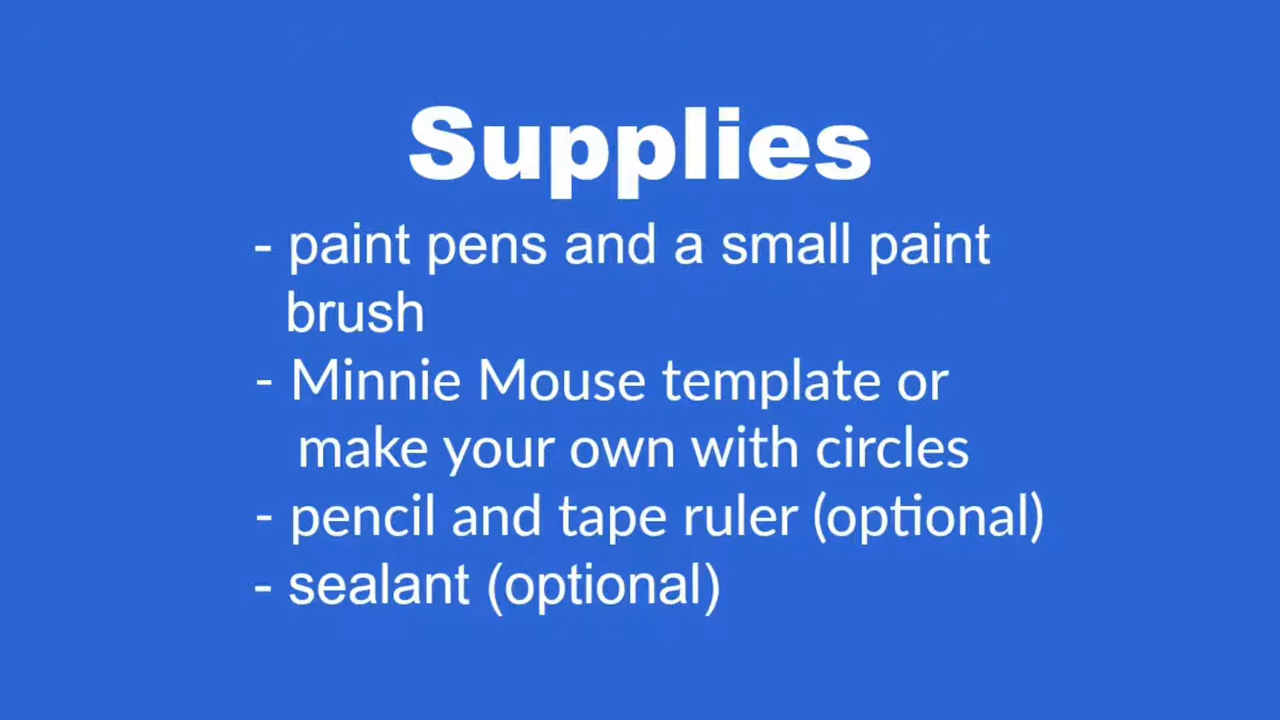 Supplies
- paint pens and a small paint
brush
- Minnie Mouse template or
make your own with circles
- pencil and tape ruler (optional)
- sealant (optional)